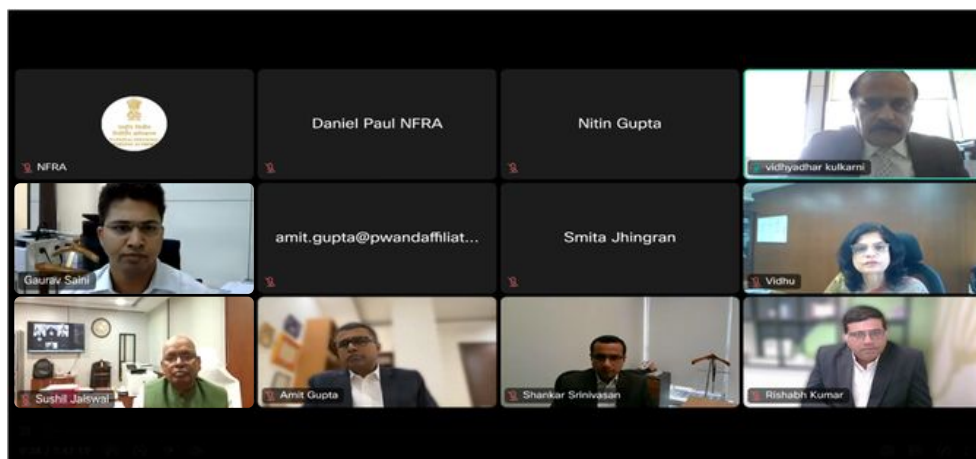 राष्ट्रीय वित्तीय
NFRA
Daniel Paul NFRA
Nitin Gupta
vidhyadhar kulkarni
Gaurav Saini
amit.gupta@pwandaffiliat...
Smita Jhingran
Vidhu
Sushil Jaiswal
Amit Gupta
Shankar Srinivasan
Rishabh Kumar